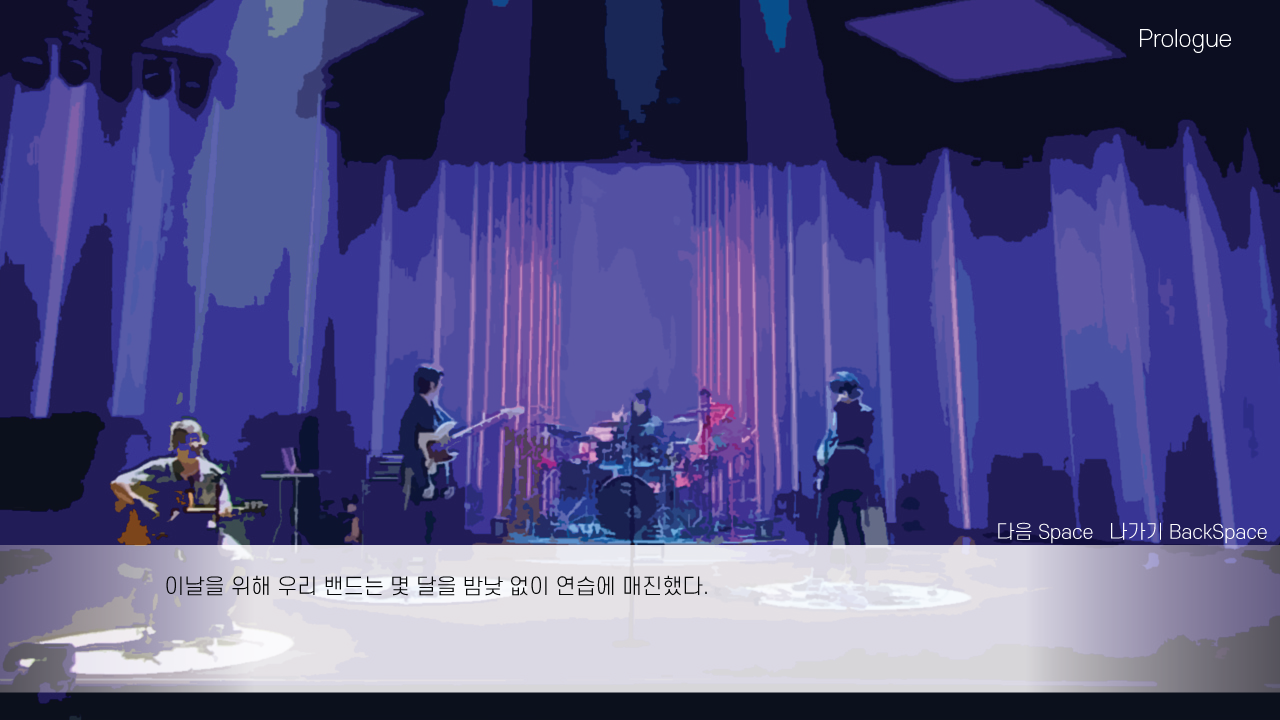 Prologue
다음 Space 나가기 BackSpace
이날을 위해 우리 밴드는 몇 달을 밤낮 없이 연습에 매진했다.